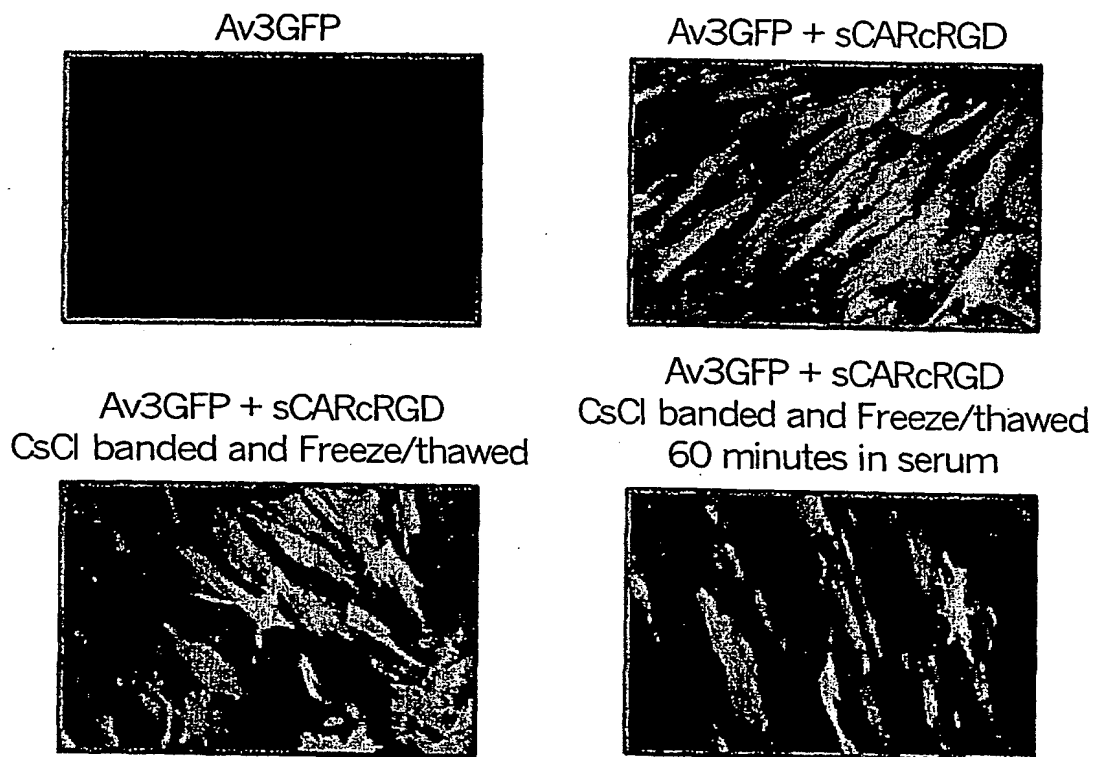 Av3GFP
Av3GFP + sCARcRGD
Av3GFP + sCARcRGD
CsCl banded and Freeze/thawed
Av3GFP + sCARcRGD
CsCl banded and Freeze/thawed
60 minutes in serum